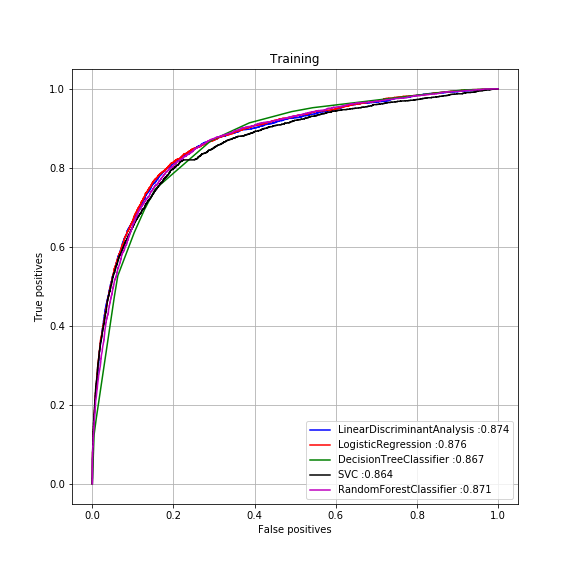 Training
1.0
0.8
0.6
0.4
0.2
0.0
True positives
LinearDiscriminantAnalysis :0.874
LogisticRegression :0.876
DecisionTreeClassifier :0.867
SVC :0.864
RandomForestClassifier :0.871
0.0 0.2 0.4 0.6 0.8 1.0
False positives